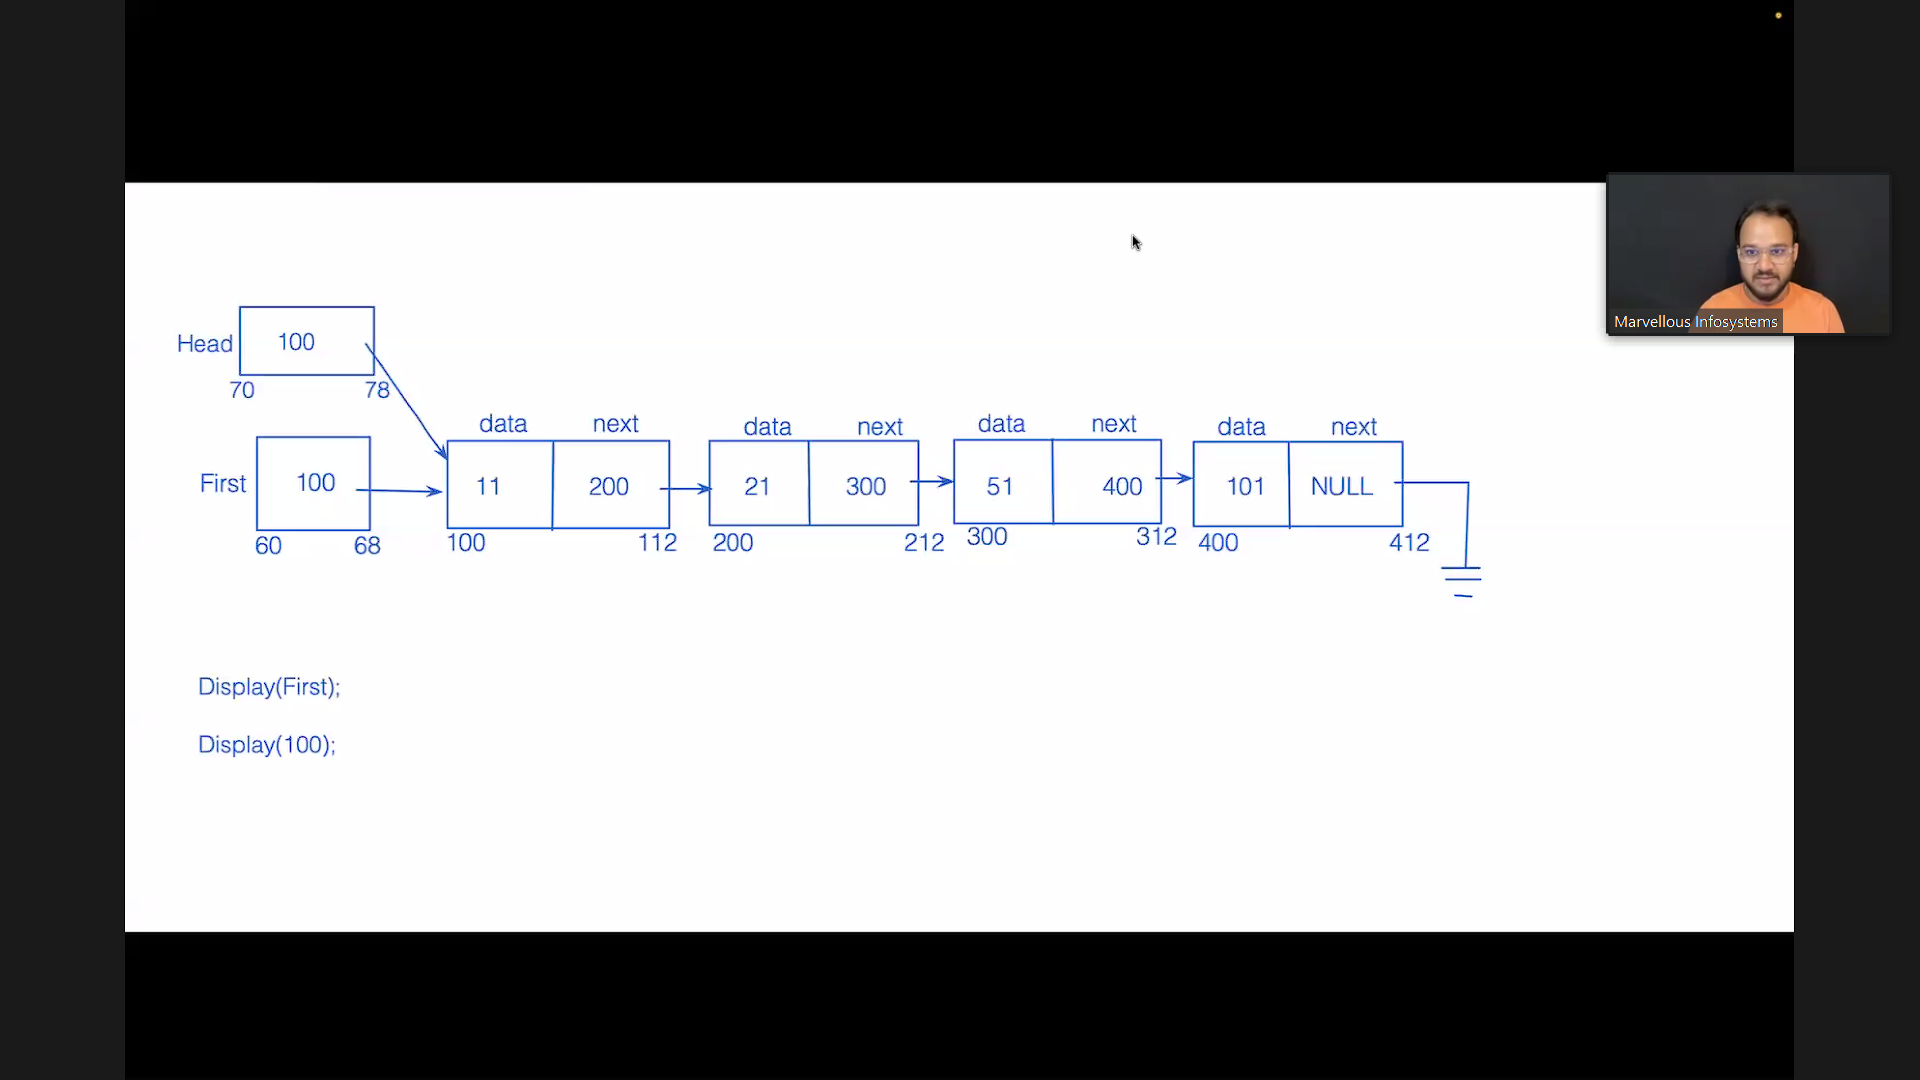 Marvellous Infosystems
Head 100
70 78
data next data next data next data next
First 100 11 200 21 300 51 400 101 NULL
60 68 100 112 200 212 300 312 400 412
Display(First);
Display(100);